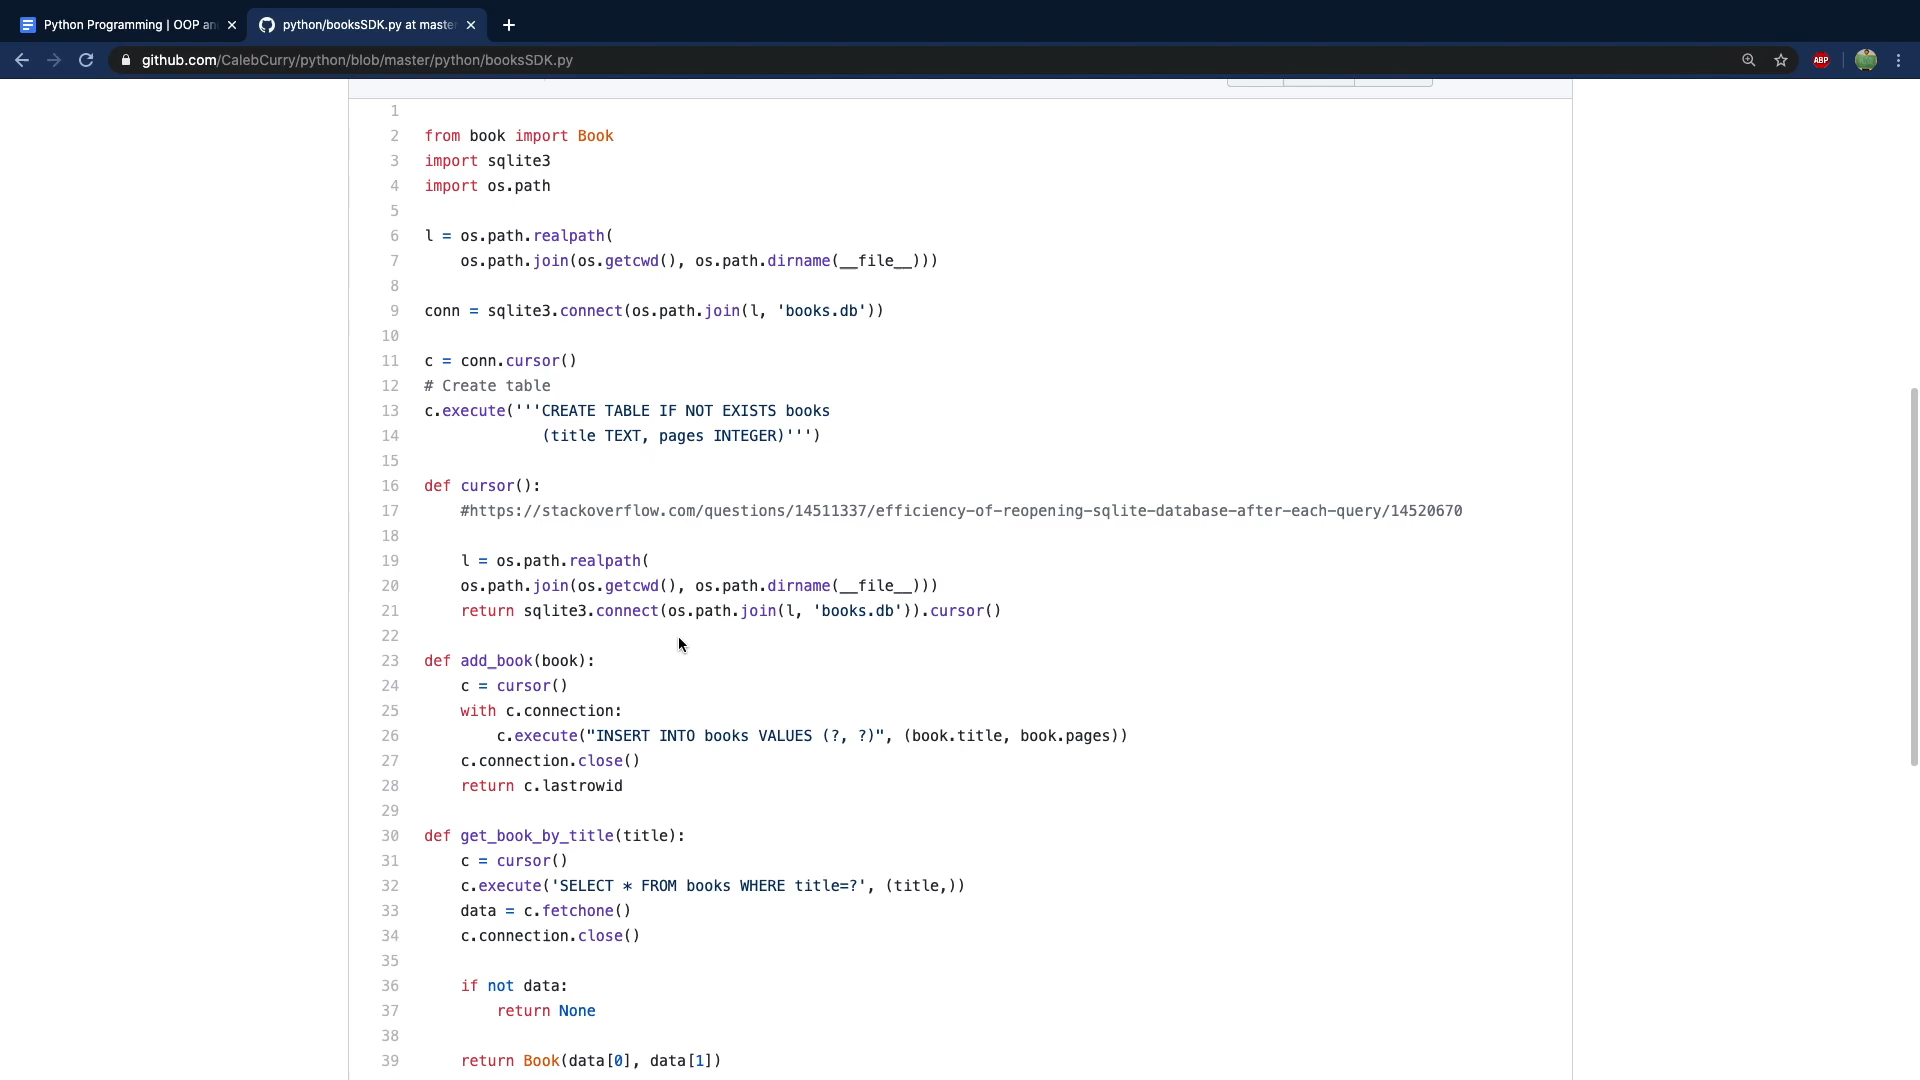 Python Programming | OOP an
python/booksSDK.py at master
github.com/CalebCurry/python/blob/master/python/booksSDK.py
ABP
1
2 from book import Book
3 import sqlite3
4 import os.path
5
6 l = os.path.realpath(
7     os.path.join(os.getcwd(), os.path.dirname(__file__)))
8
9 conn = sqlite3.connect(os.path.join(l, 'books.db'))
10
11 c = conn.cursor()
12 # Create table
13 c.execute('''CREATE TABLE IF NOT EXISTS books
14              (title TEXT, pages INTEGER)''')
15
16 def cursor():
17     #https://stackoverflow.com/questions/14511337/efficiency-of-reopening-sqlite-database-after-each-query/14520670
18
19     l = os.path.realpath(
20     os.path.join(os.getcwd(), os.path.dirname(__file__)))
21     return sqlite3.connect(os.path.join(l, 'books.db')).cursor()
22
23 def add_book(book):
24     c = cursor()
25     with c.connection:
26         c.execute("INSERT INTO books VALUES (?, ?)", (book.title, book.pages))
27     c.connection.close()
28     return c.lastrowid
29
30 def get_book_by_title(title):
31     c = cursor()
32     c.execute('SELECT * FROM books WHERE title=?', (title,))
33     data = c.fetchone()
34     c.connection.close()
35
36     if not data:
37         return None
38
39     return Book(data[0], data[1])